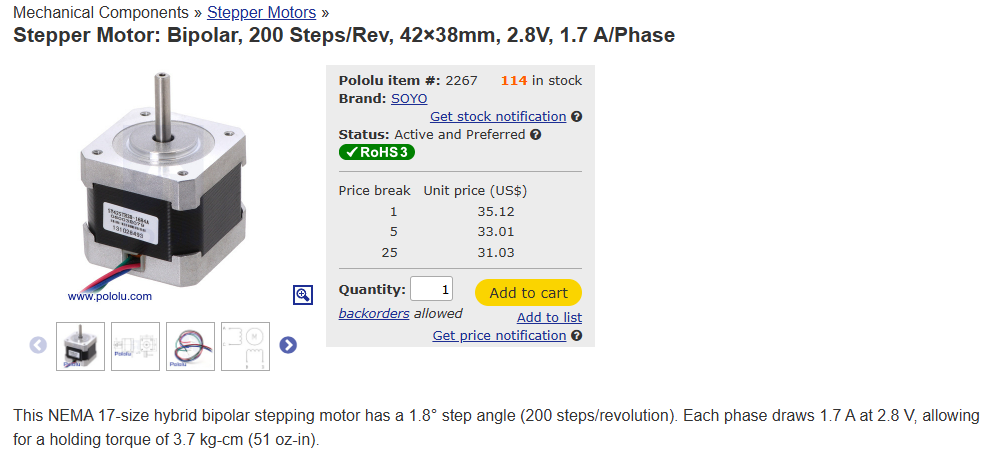 Mechanical Components » Stepper Motors »
Stepper Motor: Bipolar, 200 Steps/Rev, 42×38mm, 2.8V, 1.7 A/Phase
www.pololu.com
Pololu item #: 2267 114 in stock
Brand: SOYO
Get stock notification
Status: Active and Preferred
✓ RoHS 3
Price break Unit price (US$)
1 35.12
5 33.01
25 31.03
Quantity: 1 Add to cart
backorders allowed
Add to list
Get price notification
This NEMA 17-size hybrid bipolar stepping motor has a 1.8° step angle (200 steps/revolution). Each phase draws 1.7 A at 2.8 V, allowing
for a holding torque of 3.7 kg-cm (51 oz-in).